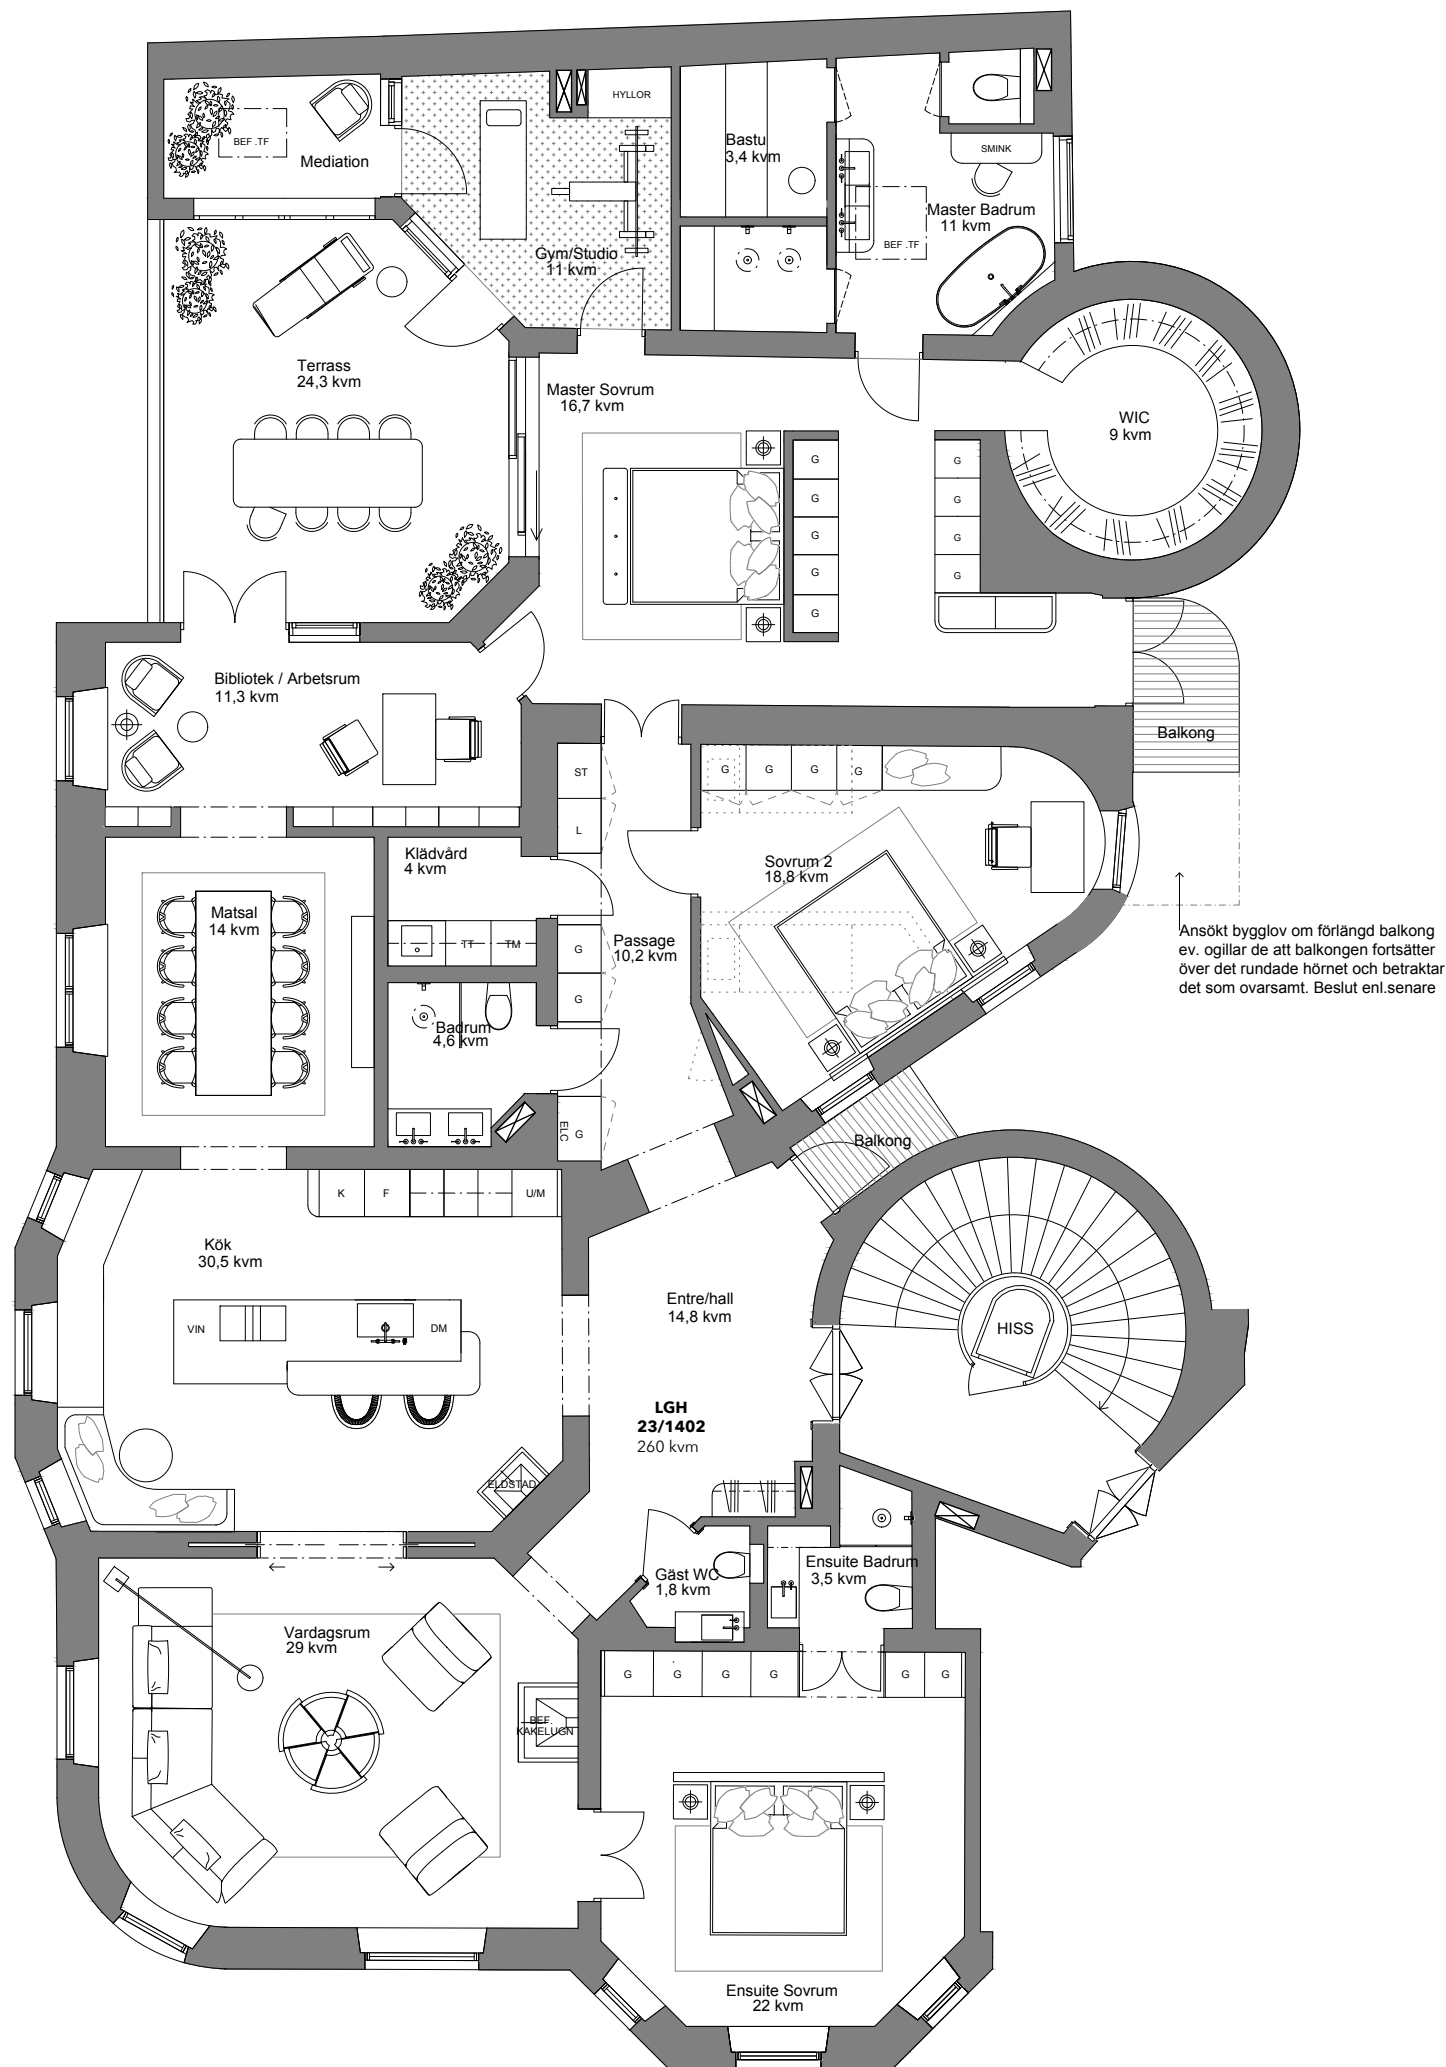 HYLLOR
BEF .TF
Mediation
Bastu
3,4 kvm
SMINK
Master Badrum
11 kvm
BEF .TF
Gym/Studio
11 kvm
Terrass
24,3 kvm
Master Sovrum
16,7 kvm
WIC
9 kvm
G
G
G
G
G
G
G
G
G
Bibliotek / Arbetsrum
11,3 kvm
Balkong
ST
L
G
G
G
G
Klädvård
4 kvm
Sovrum 2
18,8 kvm
Matsal
14 kvm
TT
TM
G
G
Passage
10,2 kvm
Ansökt bygglov om förlängd balkong
ev. ogillar de att balkongen fortsätter
över det rundade hörnet och betraktar
det som ovarsamt. Beslut enl.senare
Badrum
4,6 kvm
ELC
G
Balkong
K
F
U/M
Kök
30,5 kvm
Entre/hall
14,8 kvm
VIN
DM
HISS
LGH
23/1402
260 kvm
ELDSTAD
Gäst WC
1,8 kvm
Ensuite Badrum
3,5 kvm
Vardagsrum
29 kvm
G
G
G
G
G
G
BEF.
KAKELUGN
Ensuite Sovrum
22 kvm